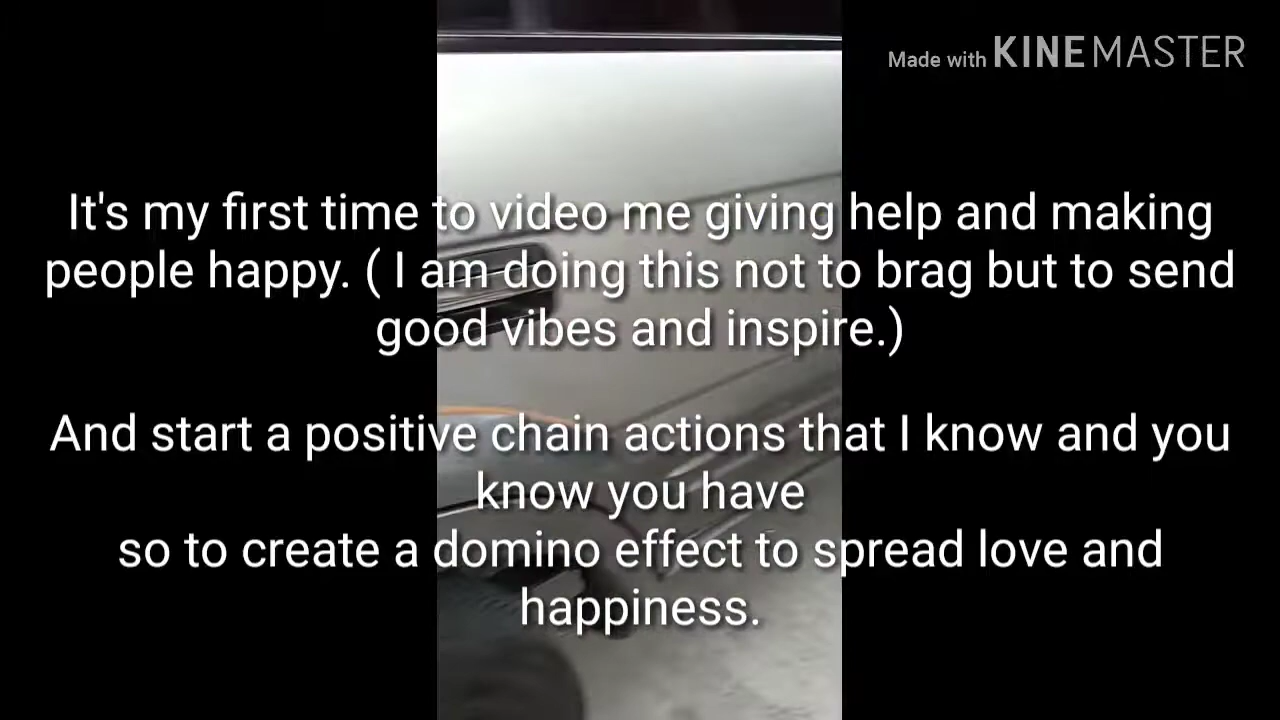 Made with KINEMASTER
It's my first time to video me giving help and making
people happy. ( I am doing this not to brag but to send
good vibes and inspire.)
And start a positive chain actions that I know and you
know you have
so to create a domino effect to spread love and
happiness.